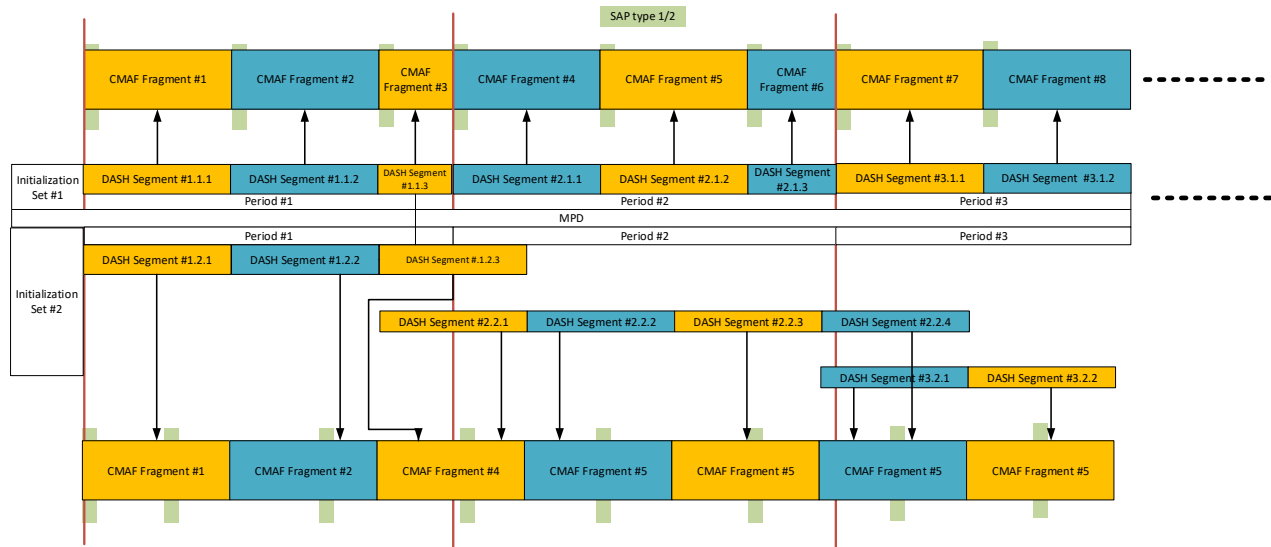 SAP type 1/2
CMAF Fragment #1
CMAF Fragment #2
CMAF
Fragment #3
CMAF Fragment #4
CMAF Fragment #5
CMAF
Fragment #6
CMAF Fragment #7
CMAF Fragment #8
Initialization
Set #1
DASH Segment #1.1.1
DASH Segment #1.1.2
DASH Segment
#1.1.3
DASH Segment #2.1.1
DASH Segment #2.1.2
DASH Segment
#2.1.3
DASH Segment #3.1.1
DASH Segment #3.1.2
Period #1
Period #2
Period #3
MPD
Period #1
Period #2
Period #3
Initialization
Set #2
DASH Segment #1.2.1
DASH Segment #1.2.2
DASH Segment #.1.2.3
DASH Segment #2.2.1
DASH Segment #2.2.2
DASH Segment #2.2.3
DASH Segment #2.2.4
DASH Segment #3.2.1
DASH Segment #3.2.2
CMAF Fragment #1
CMAF Fragment #2
CMAF Fragment #4
CMAF Fragment #5
CMAF Fragment #5
CMAF Fragment #5
CMAF Fragment #5